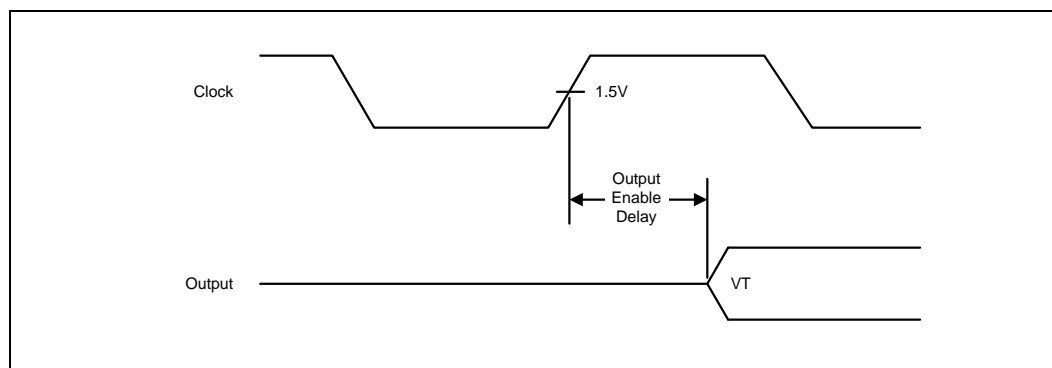 Clock
1.5V
Output
Enable
Delay
Output
VT